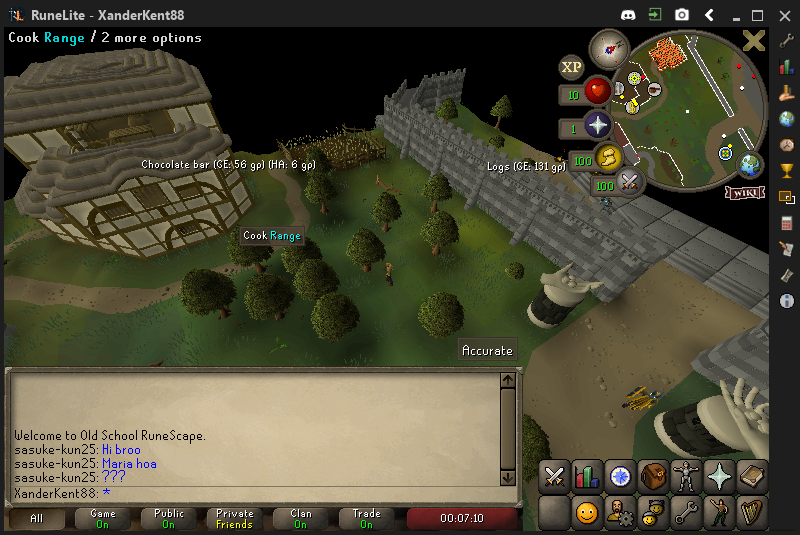 RuneLite - XanderKent88
Cook Range / 2 more options
XP
10
1
100
100
WIKI
Chocolate bar (GE: 56 gp) (HA: 6 gp)
Logs (GE: 131 gp)
Cook Range
Accurate
Welcome to Old School RuneScape.
sasuke-kun25: Hi broo
sasuke-kun25: Maria hoa
sasuke-kun25: ???
XanderKent88: *
All
Game
On
Public
On
Private
Friends
Clan
On
Trade
On
00:07:10